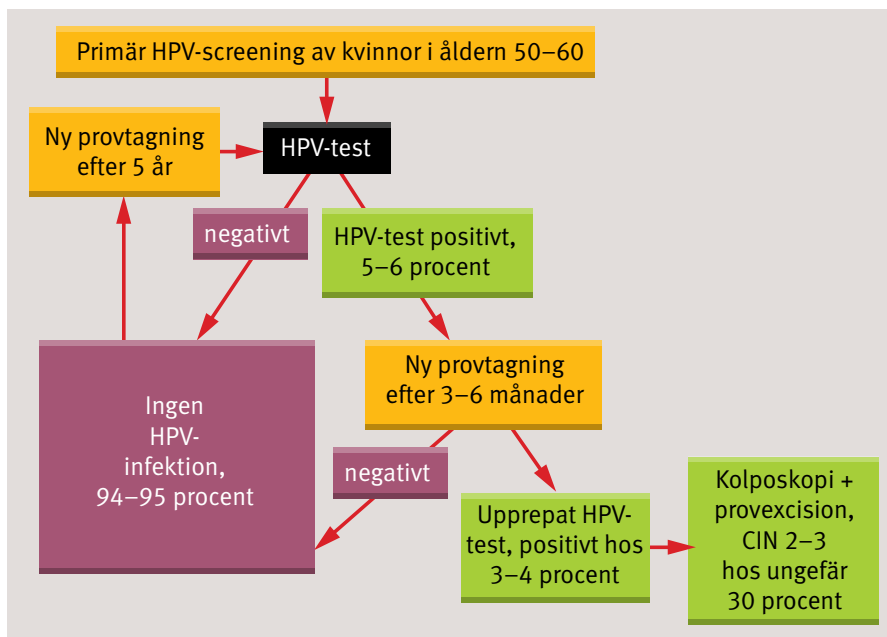 Primär HPV-screening av kvinnor i åldern 50–60
Ny provtagning
efter 5 år
HPV-test
negativt
HPV-test positivt,
5–6 procent
Ingen
HPV-
infektion,
94–95 procent
Ny provtagning
efter 3–6 månader
negativt
Upprepat HPV-
test, positivt hos
3–4 procent
Kolposkopi +
provexcision,
CIN 2–3
hos ungefär
30 procent